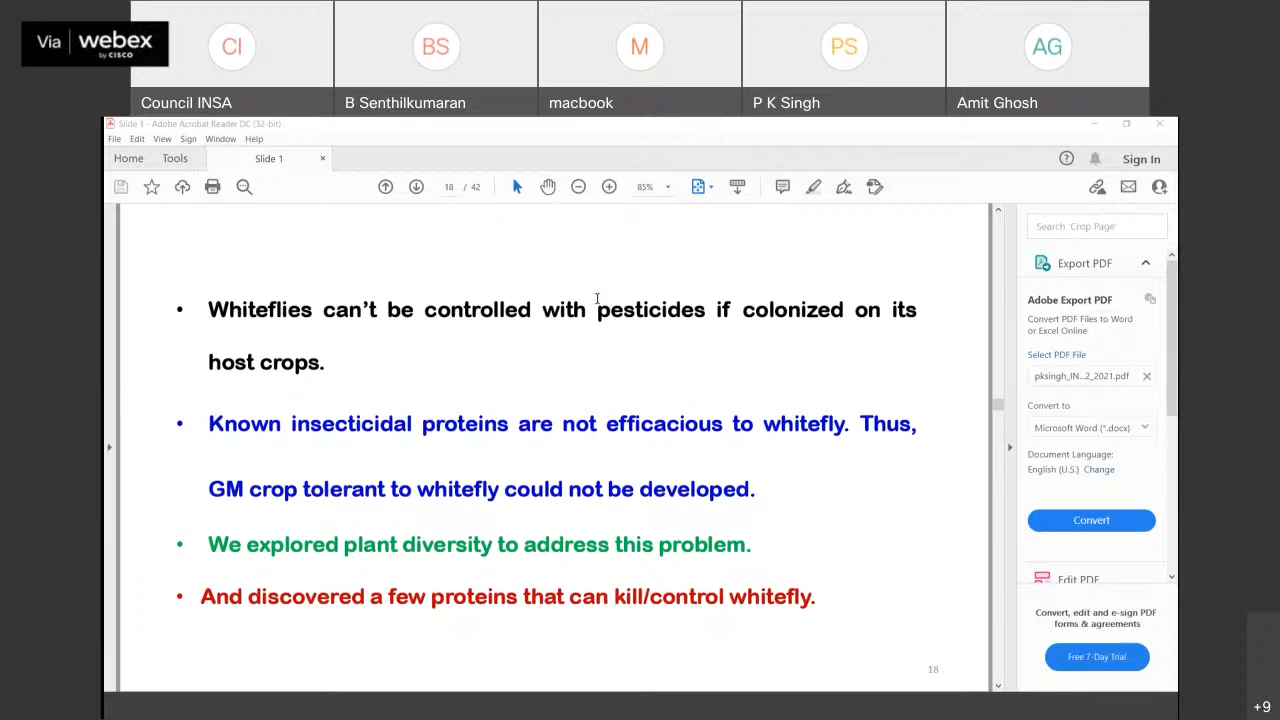 Via webex
by CISCO
CI
BS
M
PS
AG
Council INSA
B Senthilkumaran
macbook
P K Singh
Amit Ghosh
Slide 1 - Adobe Acrobat Reader DC (32-bit)
File Edit View Sign Window Help
Home Tools Slide 1 × Sign In
18 / 42 85%
Search 'Crop Page'
Export PDF
Adobe Export PDF
Convert PDF Files to Word
or Excel Online
Select PDF File
pksingh_IN...2_2021.pdf ×
Convert to
Microsoft Word (*.docx)
Document Language:
English (U.S.) Change
Convert
Edit PDF
Convert, edit and e-sign PDF
forms & agreements
Free 7-Day Trial
• Whiteflies can’t be controlled with pesticides if colonized on its
host crops.
• Known insecticidal proteins are not efficacious to whitefly. Thus,
GM crop tolerant to whitefly could not be developed.
• We explored plant diversity to address this problem.
• And discovered a few proteins that can kill/control whitefly.
18
+9